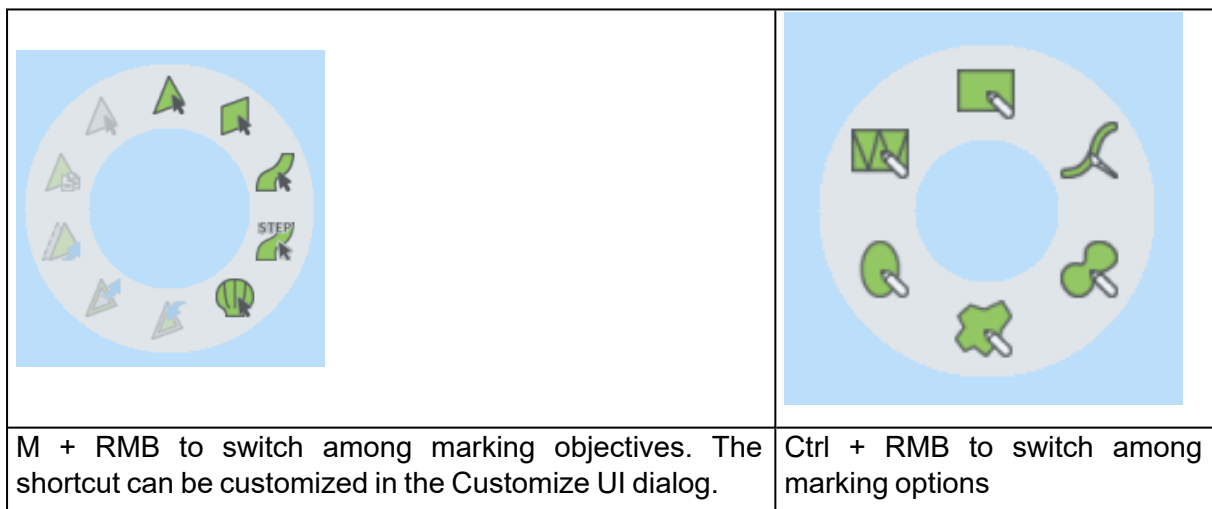 STEP
M + RMB to switch among marking objectives. The
shortcut can be customized in the Customize UI dialog.
Ctrl + RMB to switch among
marking options